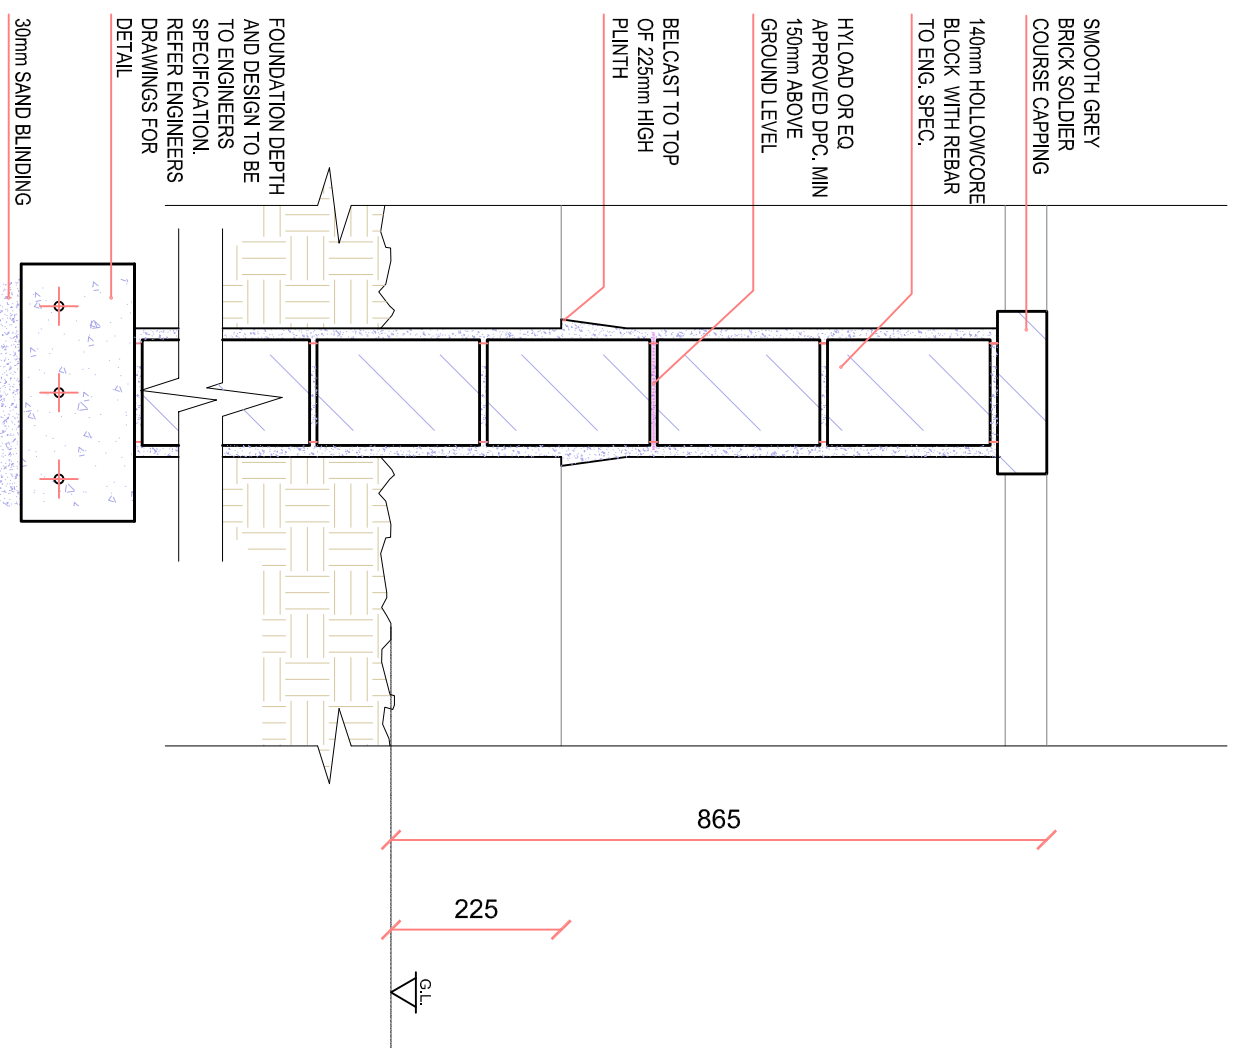 SMOOTH GREY
BRICK SOLDIER
COURSE CAPPING
140mm HOLLOWCORE
BLOCK WITH REBAR
TO ENG. SPEC.
HYLOAD OR EQ
APPROVED DPC. MIN
150mm ABOVE
GROUND LEVEL
BELCAST TO TOP
OF 225mm HIGH
PLINTH
FOUNDATION DEPTH
AND DESIGN TO BE
TO ENGINEERS
SPECIFICATION.
REFER ENGINEERS
DRAWINGS FOR
DETAIL
30mm SAND BLINDING
865
225
G.L.